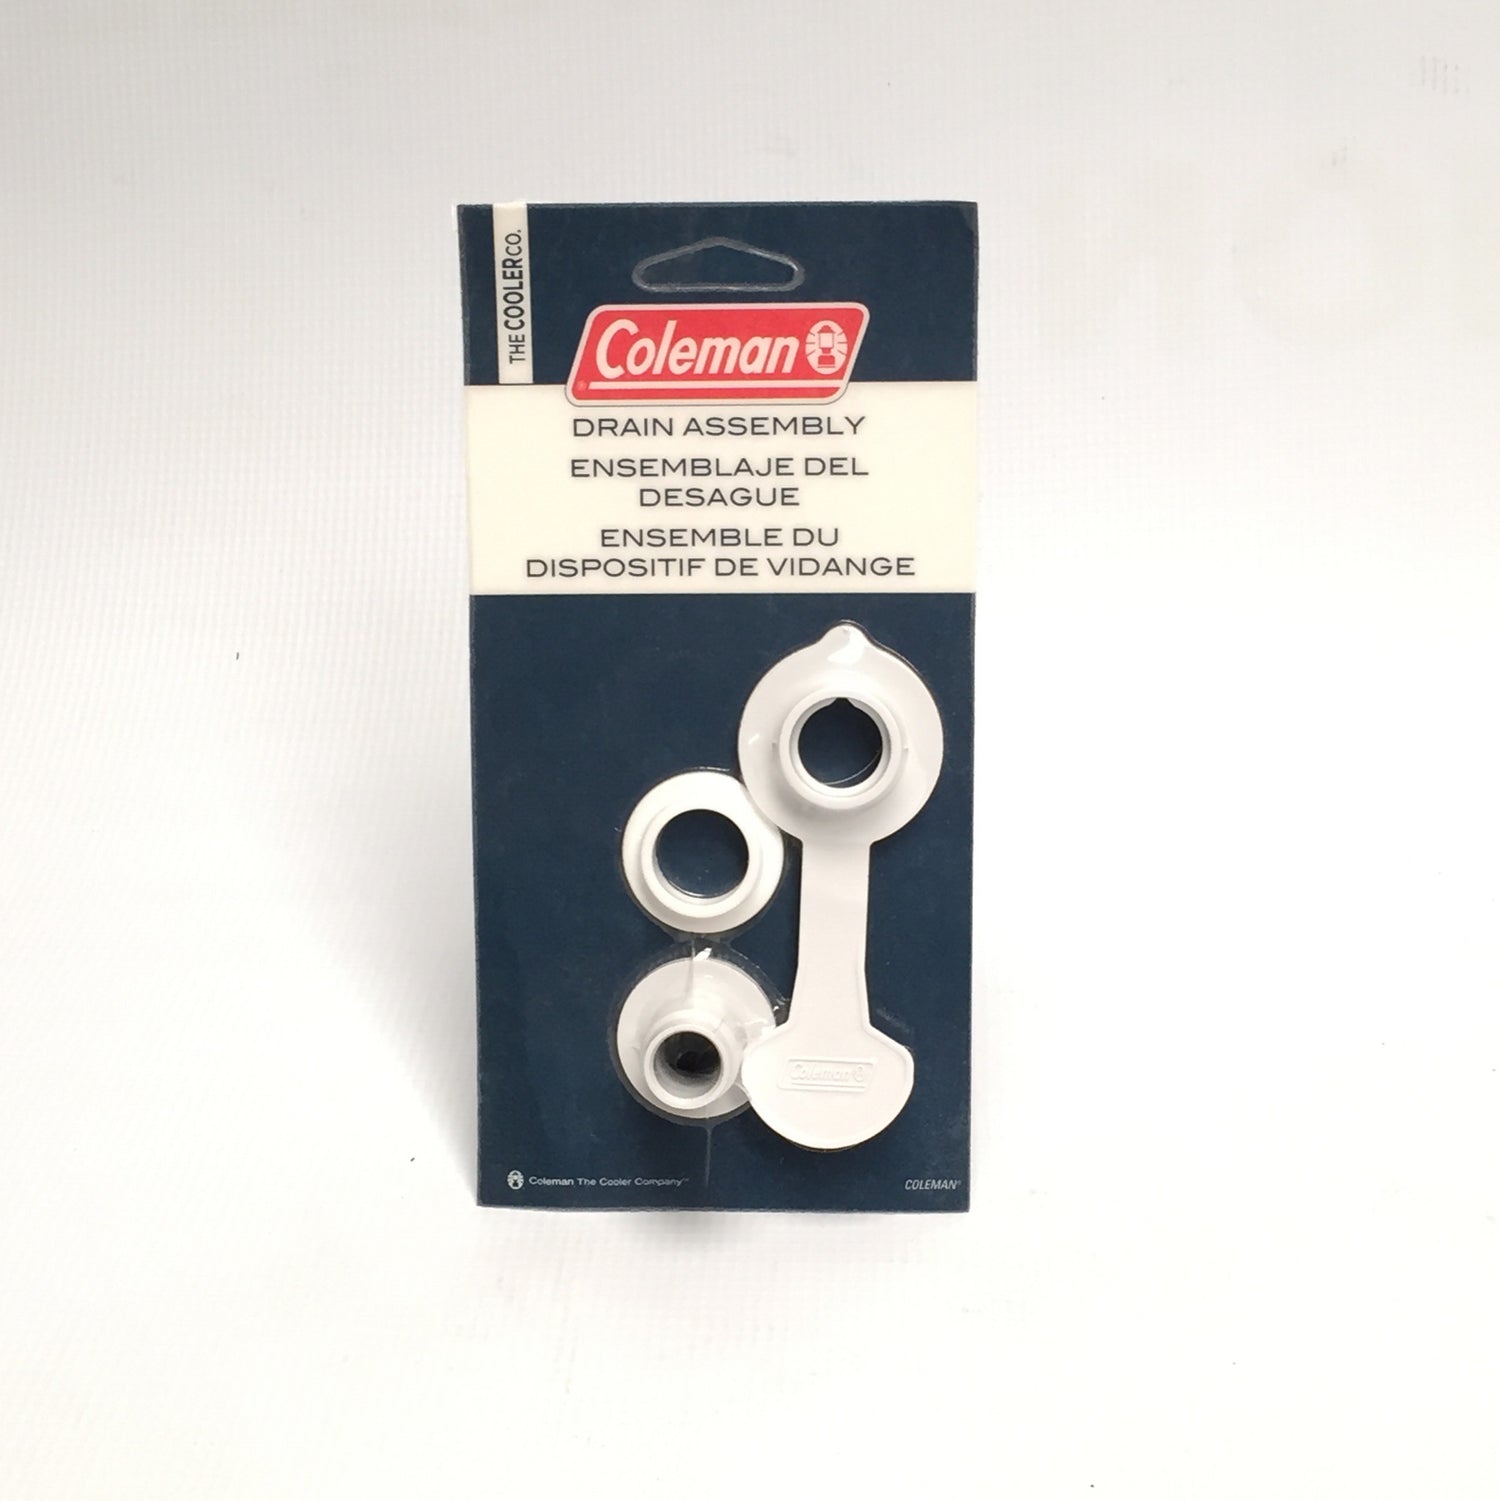 THE COOLER CO.
Coleman
DRAIN ASSEMBLY
ENSEMBLAJE DEL
DESAGUE
ENSEMBLE DU
DISPOSITIF DE VIDANGE
Coleman
Coleman The Cooler Company™
COLEMAN®